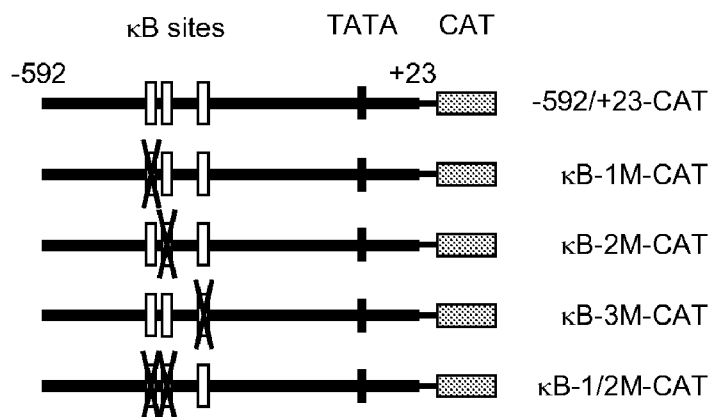 κB sites TATA CAT
-592 +23
-592/+23-CAT
κB-1M-CAT
κB-2M-CAT
κB-3M-CAT
κB-1/2M-CAT